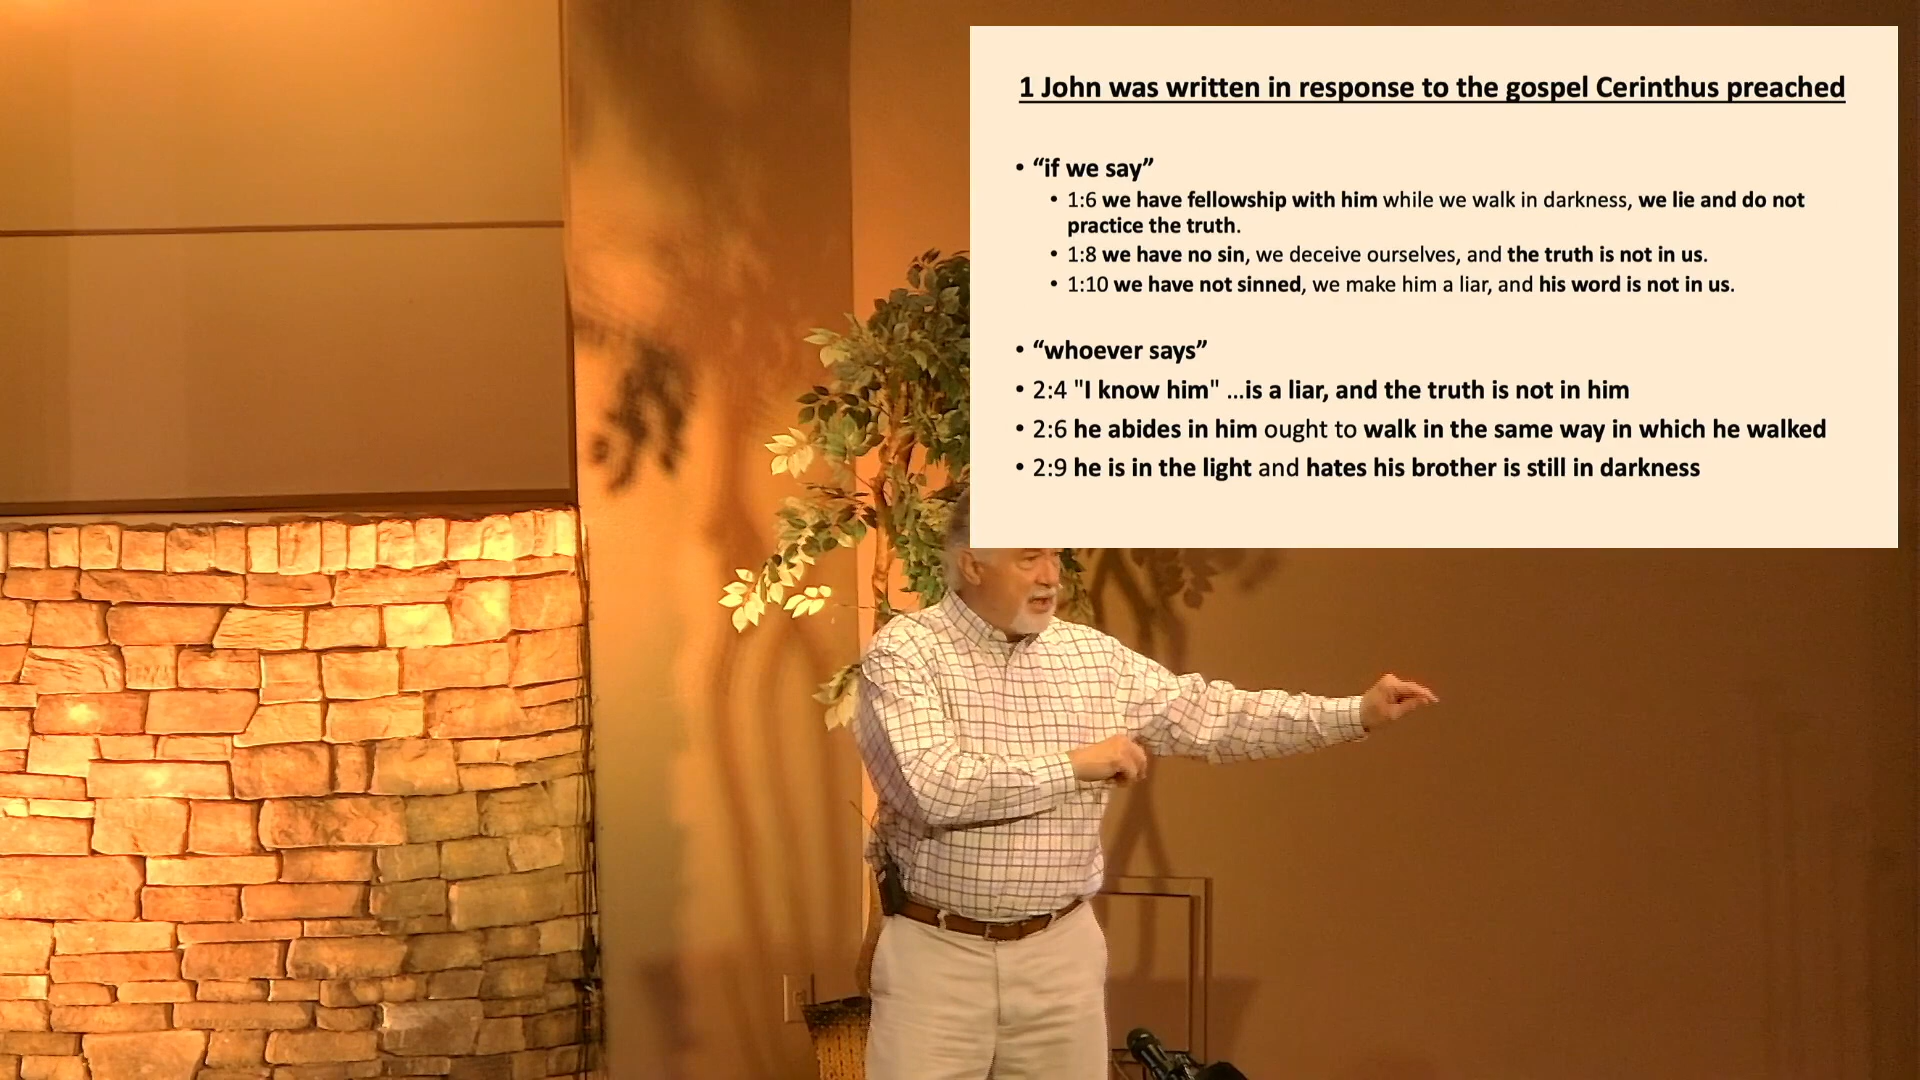 1 John was written in response to the gospel Cerinthus preached
• “if we say”
• 1:6 we have fellowship with him while we walk in darkness, we lie and do not
practice the truth.
• 1:8 we have no sin, we deceive ourselves, and the truth is not in us.
• 1:10 we have not sinned, we make him a liar, and his word is not in us.
• “whoever says”
• 2:4 "I know him" ...is a liar, and the truth is not in him
• 2:6 he abides in him ought to walk in the same way in which he walked
• 2:9 he is in the light and hates his brother is still in darkness